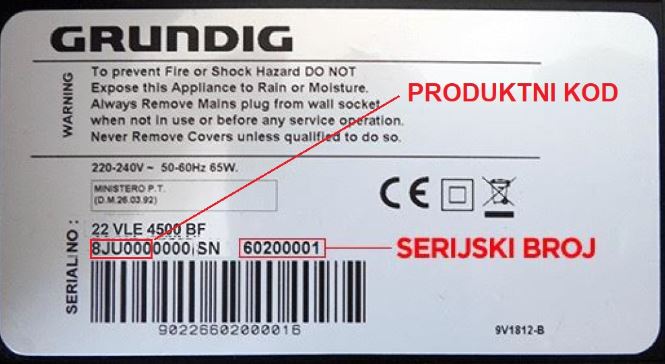 GRUNDIG
WARNING
To prevent Fire or Shock Hazard DO NOT
Expose this Appliance to Rain or Moisture.
Always Remove Mains plug from wall socket
when not in use or before any service operation.
Never Remove Covers unless qualified to do so.
PRODUKTNI KOD
220-240V ~ 50-60Hz 65W.
MINISTERO P.T.
(D.M.26.03.92)
CE
SERIAL NO :
22 VLE 4500 BF
8JU0000000 SN 60200001
SERIJSKI BROJ
90226602000016
9V1812-B